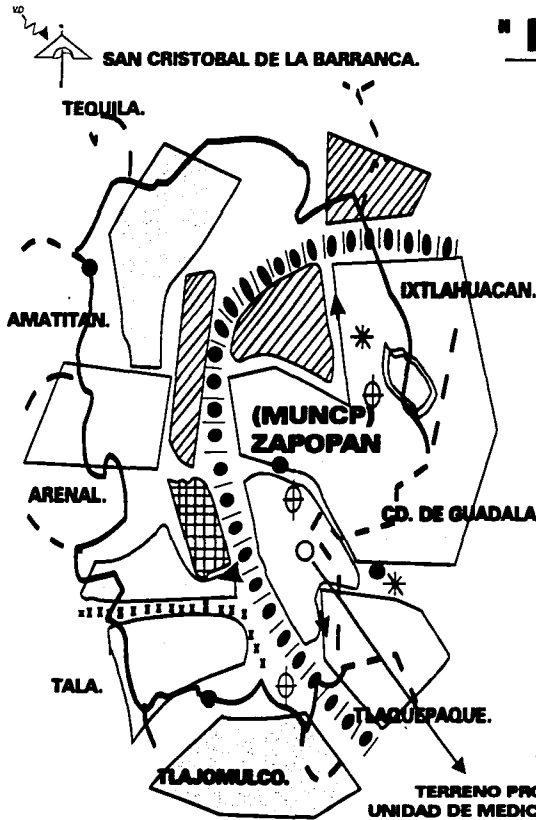 SAN CRISTOBAL DE LA BARRANCA.
TEQUILA.
IXTLAHUACAN.
AMATITAN.
(MUNCP)
ZAPOPAN
ARENAL.
CD. DE GUADALA
TALA.
TLAQUEPAQUE.
TLAJOMULCO.
TERRENO PRO
UNIDAD DE MEDIC